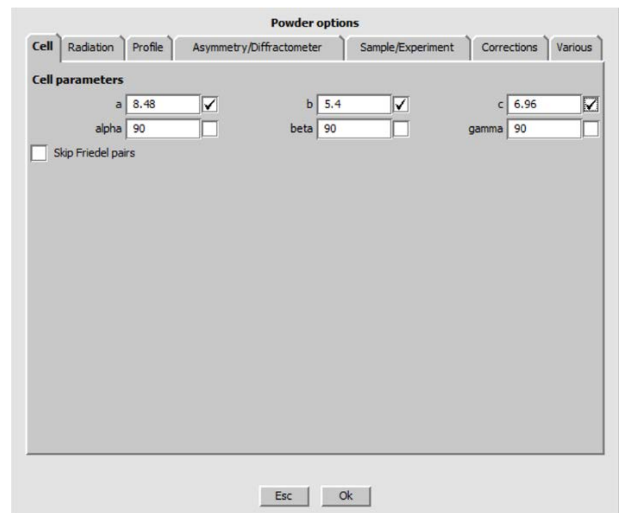 Powder options
Cell Radiation Profile Asymmetry/Diffractometer Sample/Experiment Corrections Various
Cell parameters
a 8.48 b 5.4 c 6.96
alpha 90 beta 90 gamma 90
Skip Friedel pairs
Esc Ok